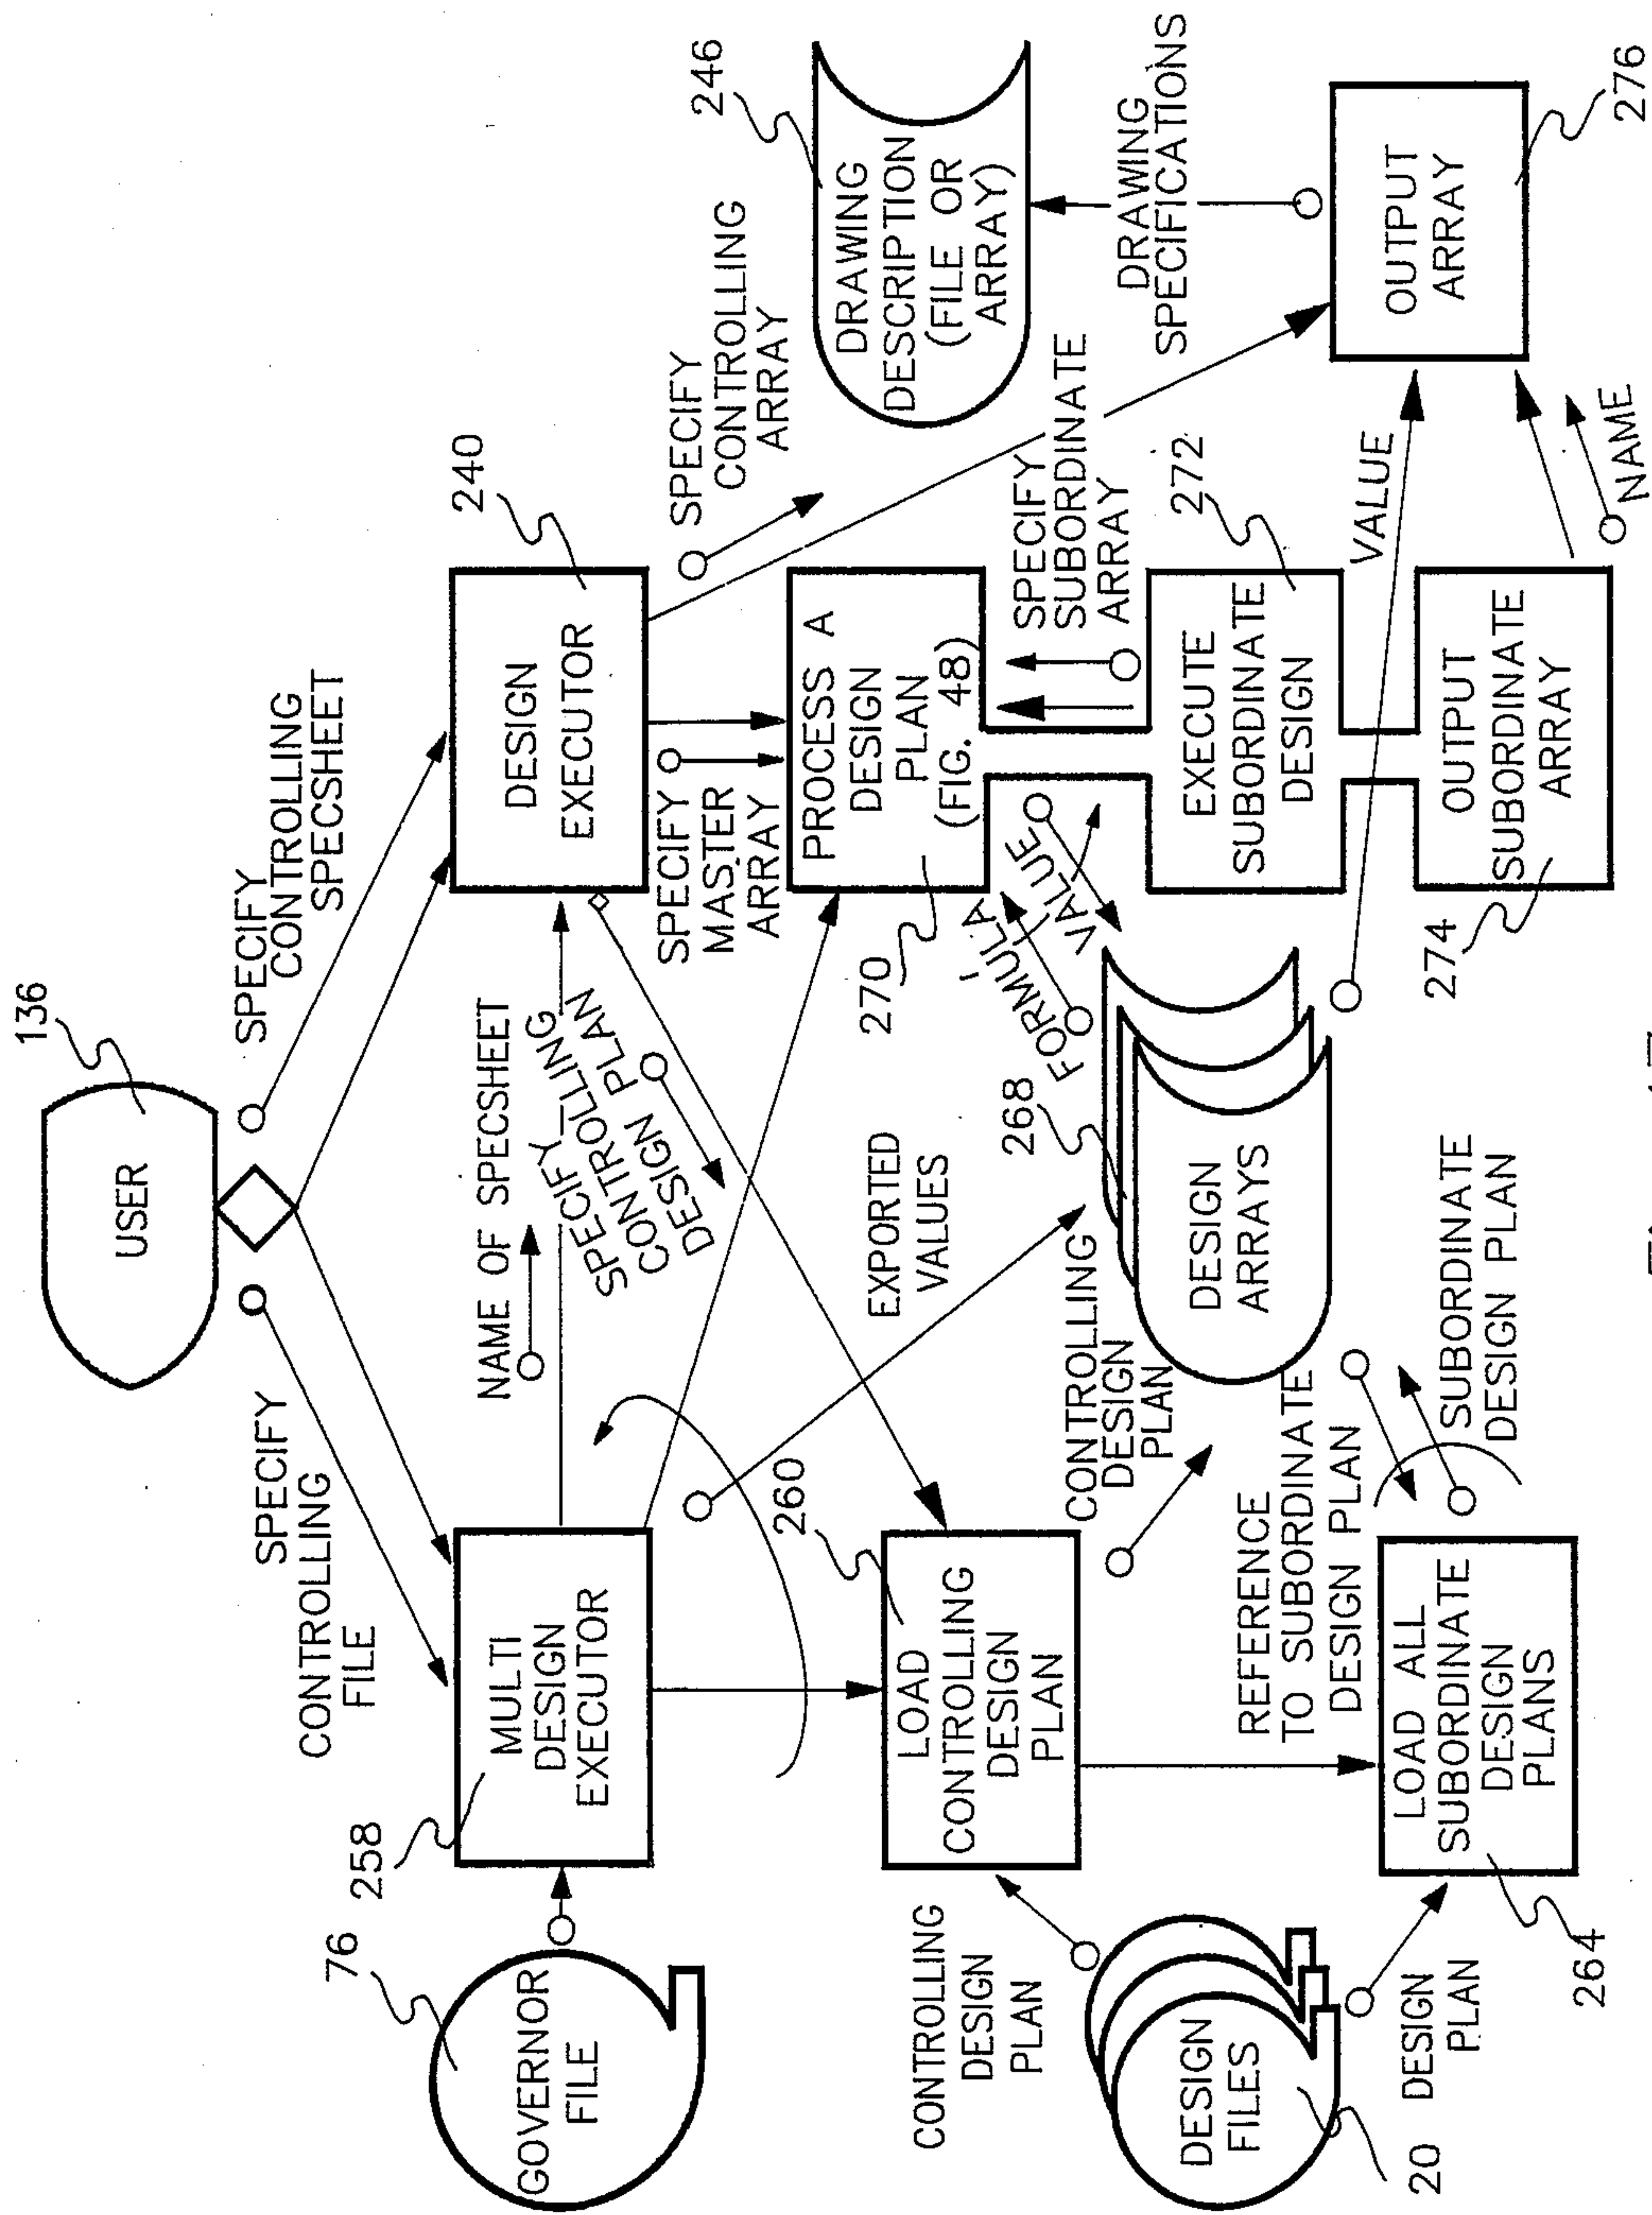 136
USER
SPECIFY
CONTROLLING
FILE
SPECIFY
CONTROLLING
SPECSHEET
76
GOVERNOR
FILE
258
MULTI
DESIGN
EXECUTOR
NAME OF SPECSHEET
SPECIFY
CONTROLLING
DESIGN PLAN
240
DESIGN
EXECUTOR
SPECIFY
CONTROLLING
ARRAY
SPECIFY
MASTER
ARRAY
246
DRAWING
DESCRIPTION
(FILE OR
ARRAY)
260
LOAD
CONTROLLING
DESIGN
PLAN
EXPORTED
VALUES
270
PROCESS A
DESIGN
PLAN
(FIG. 48)
FORMULA
VALUE
VALUE
SPECIFY
SUBORDINATE
ARRAY
DRAWING
SPECIFICATIONS
CONTROLLING
DESIGN
PLAN
DESIGN
FILES
20
DESIGN
PLAN
CONTROLLING
DESIGN
PLAN
268
DESIGN
ARRAYS
272
EXECUTE
SUBORDINATE
DESIGN
VALUE
OUTPUT
ARRAY
276
REFERENCE
TO SUBORDINATE
DESIGN PLAN
SUBORDINATE
DESIGN PLAN
264
LOAD ALL
SUBORDINATE
DESIGN
PLANS
274
OUTPUT
SUBORDINATE
ARRAY
NAME